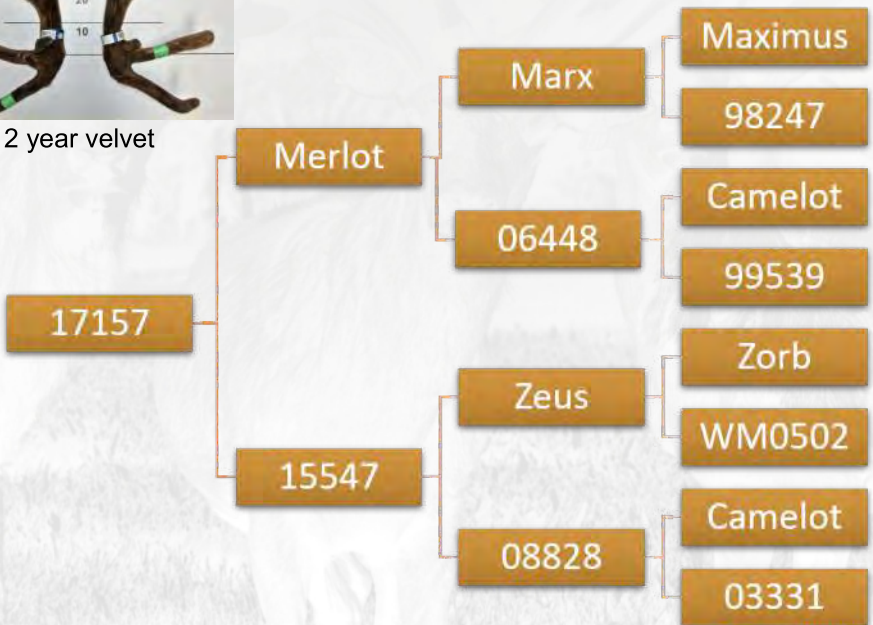 20
10
2 year velvet
Maximus
Marx
98247
Merlot
Camelot
06448
99539
17157
Zorb
Zeus
WM0502
15547
Camelot
08828
03331